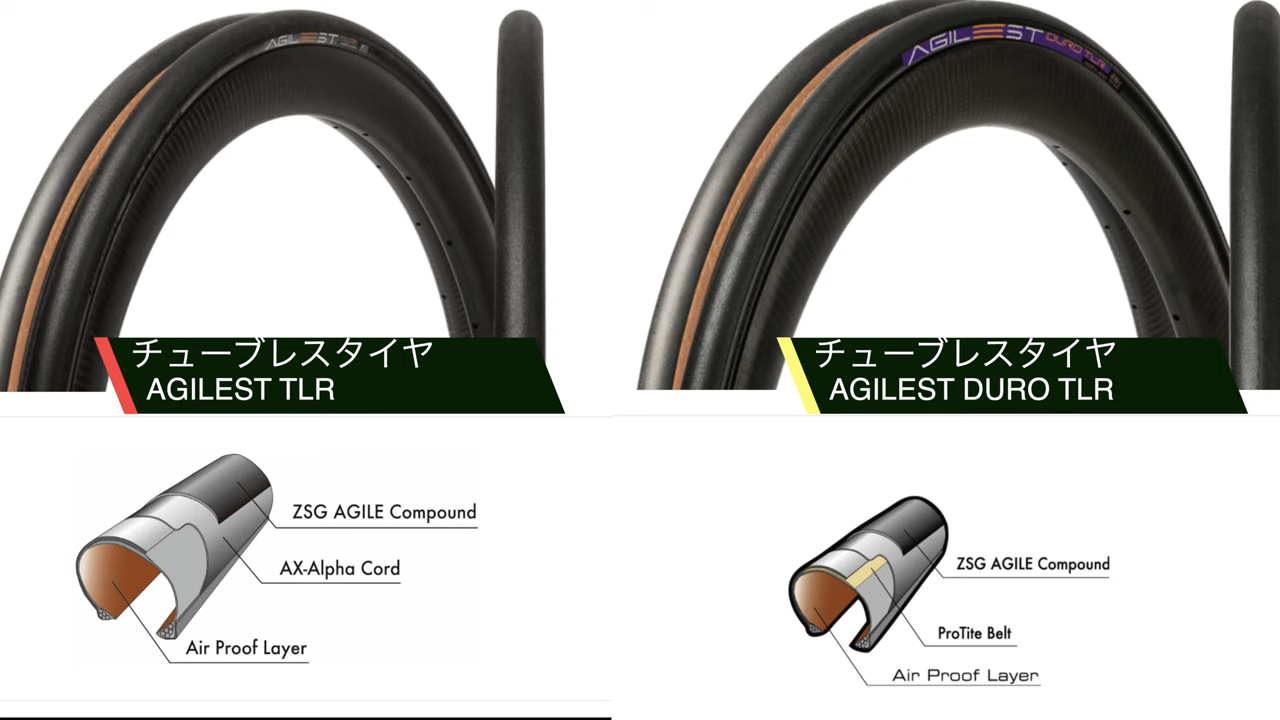 AGILEST
AGILEST DURO TLR
チューブレスタイヤ
AGILEST TLR
チューブレスタイヤ
AGILEST DURO TLR
ZSG AGILE Compound
AX-Alpha Cord
Air Proof Layer
ZSG AGILE Compound
ProTite Belt
Air Proof Layer